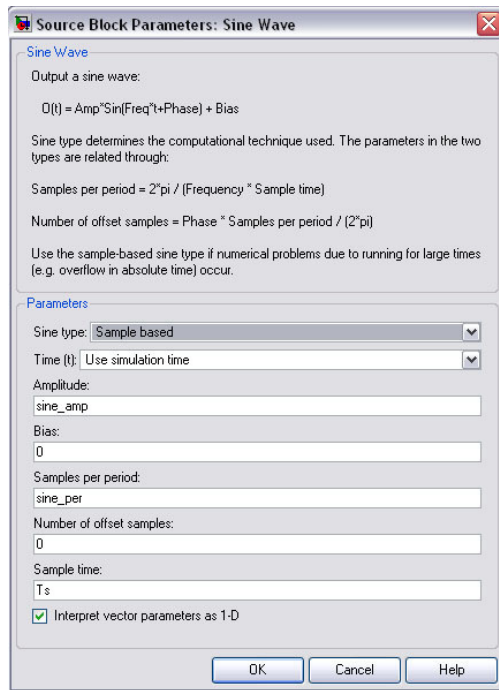 Source Block Parameters: Sine Wave
Sine Wave
Output a sine wave:
O(t) = Amp*Sin(Freq*t+Phase) + Bias
Sine type determines the computational technique used. The parameters in the two
types are related through:
Samples per period = 2*pi / (Frequency * Sample time)
Number of offset samples = Phase * Samples per period / (2*pi)
Use the sample-based sine type if numerical problems due to running for large times
(e.g. overflow in absolute time) occur.
Parameters
Sine type: Sample based
Time (t): Use simulation time
Amplitude:
sine_amp
Bias:
0
Samples per period:
sine_per
Number of offset samples:
0
Sample time:
Ts
Interpret vector parameters as 1-D
OK Cancel Help